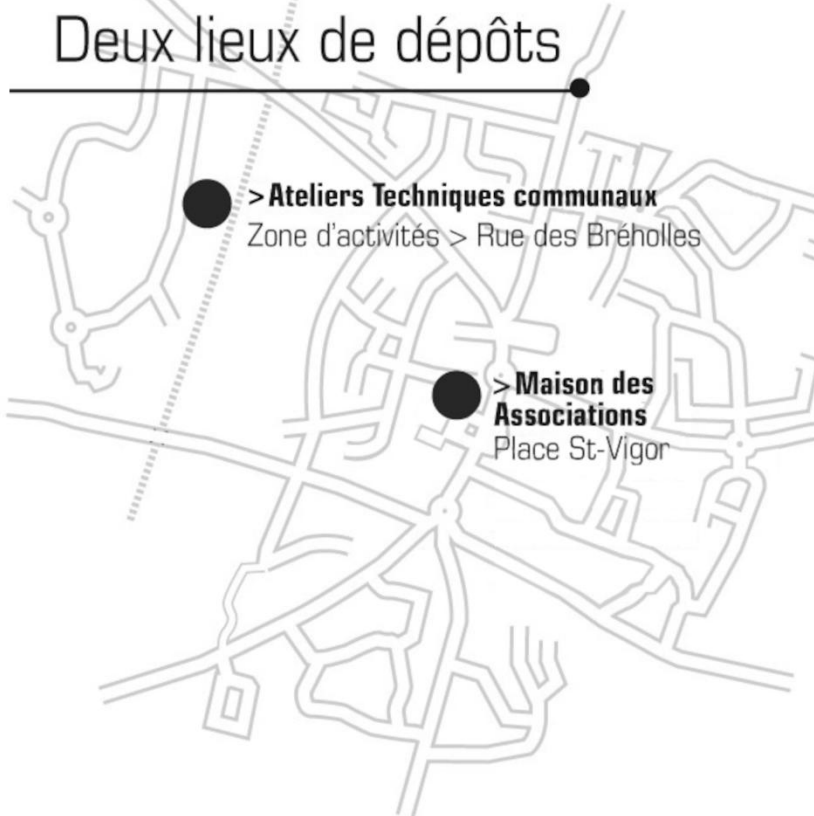 Deux lieux de dépôts
> Ateliers Techniques communaux
Zone d'activités > Rue des Bréholles
> Maison des
Associations
Place St-Vigor